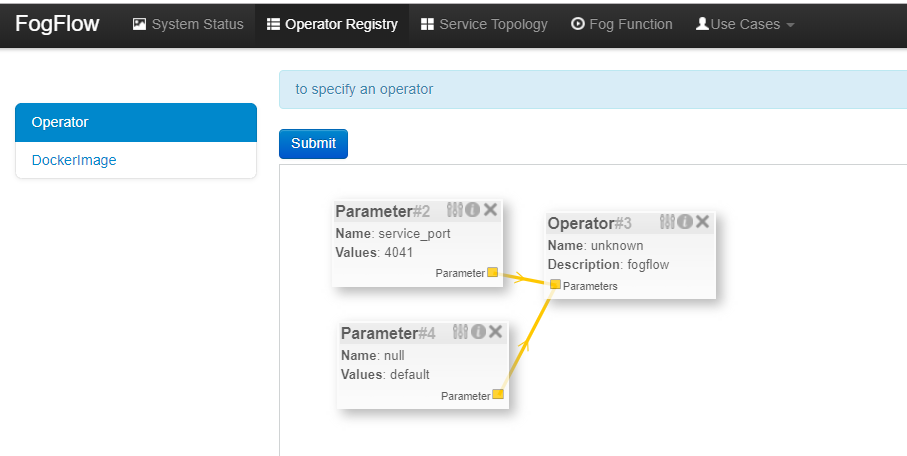 FogFlow System Status Operator Registry Service Topology Fog Function Use Cases
to specify an operator
Operator
DockerImage
Submit
Parameter#2
Name: service_port
Values: 4041
Parameter
Operator#3
Name: unknown
Description: fogflow
Parameters
Parameter#4
Name: null
Values: default
Parameter